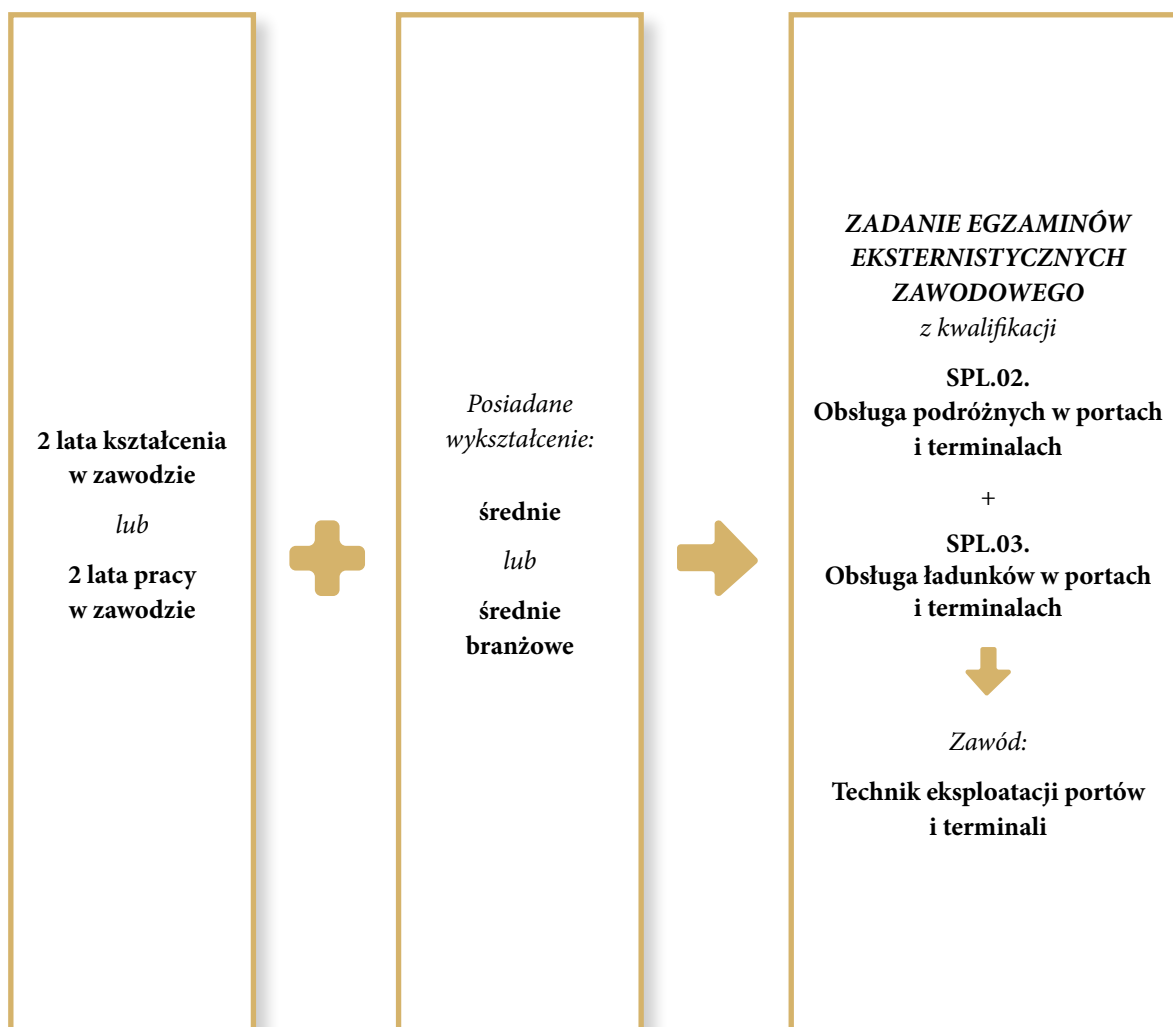 2 lata kształcenia
w zawodzie
lub
2 lata pracy
w zawodzie
Posiadane
wykształcenie:
średnie
lub
średnie
branżowe
ZADANIE EGZAMINÓW
EKSTERNISTYCZNYCH
ZAWODOWEGO
z kwalifikacji
SPL.02.
Obsługa podróżnych w portach
i terminalach
+
SPL.03.
Obsługa ładunków w portach
i terminalach
Zawód:
Technik eksploatacji portów
i terminali